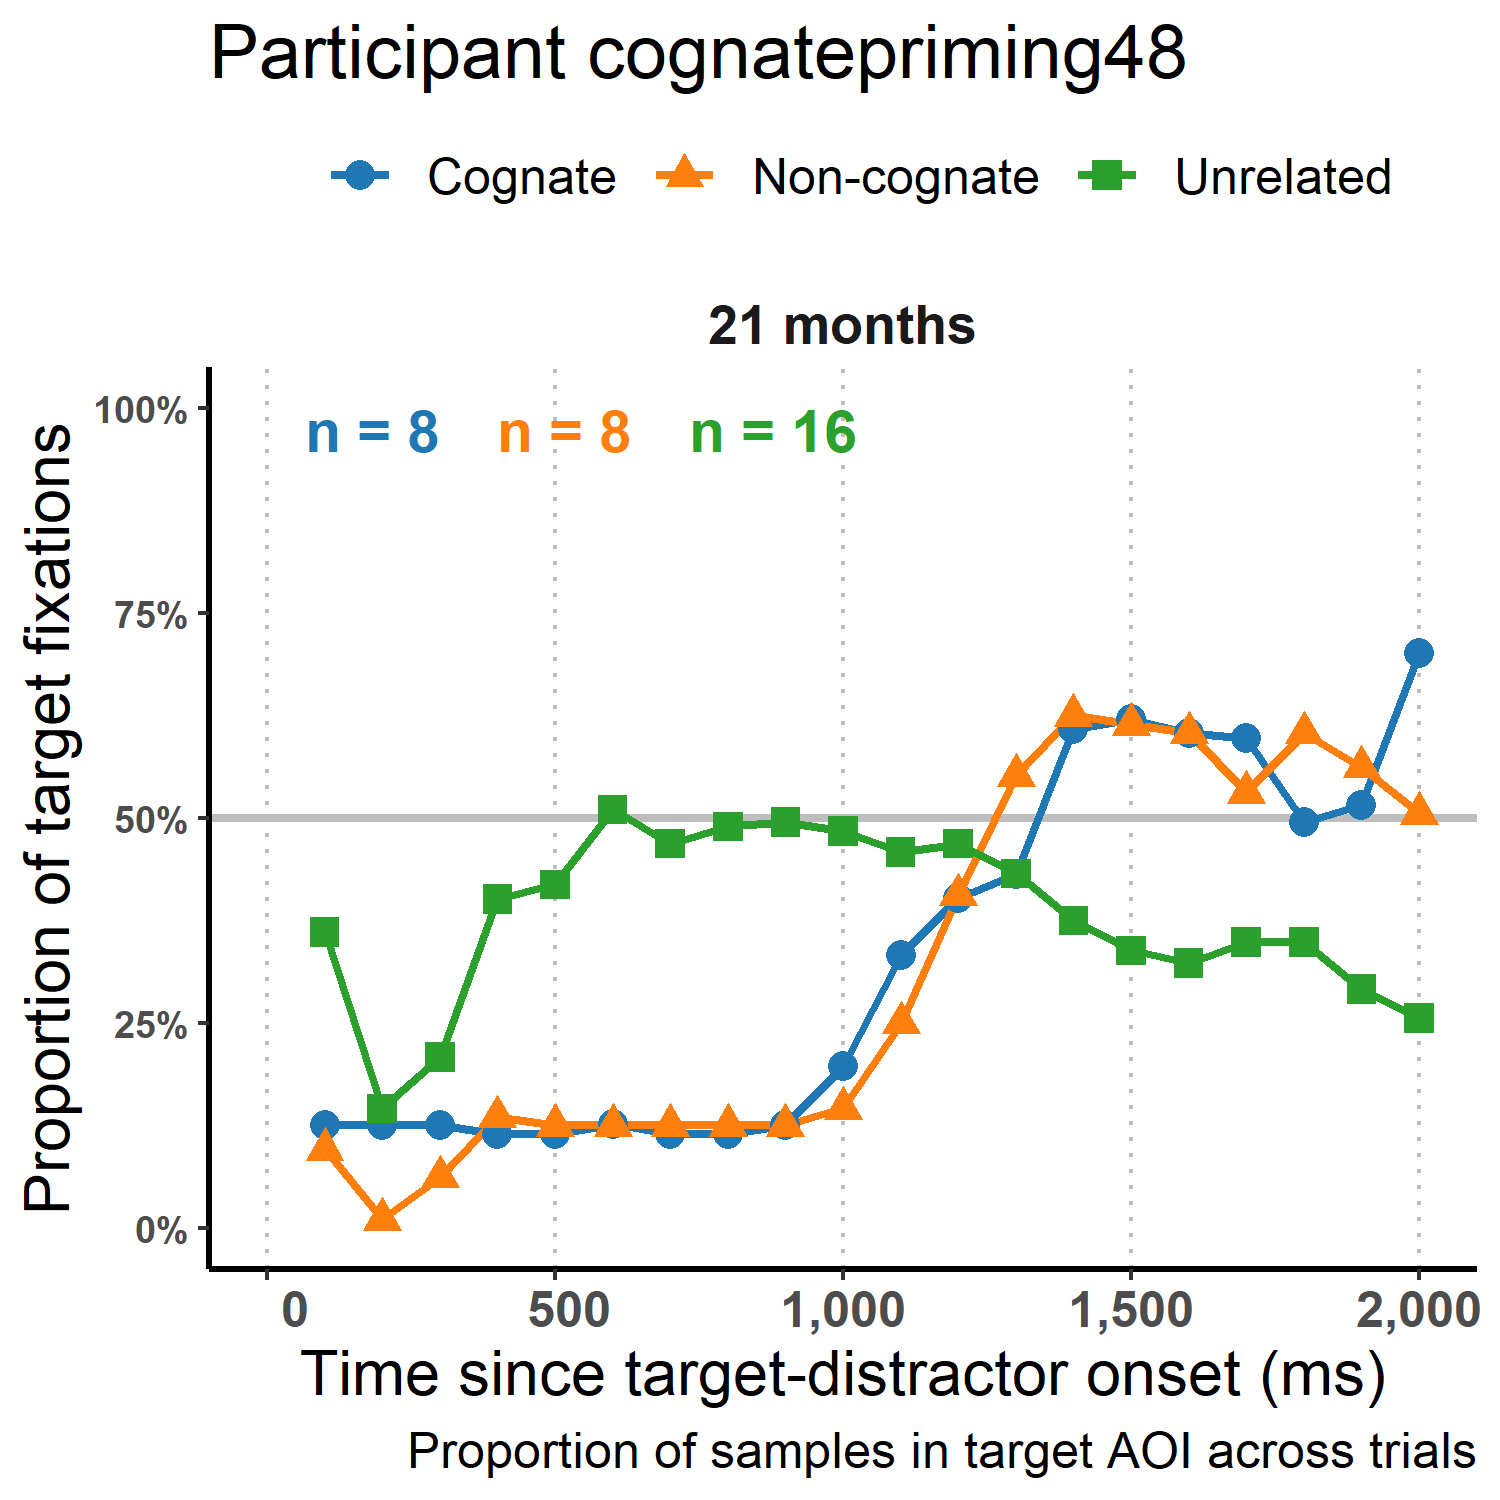 Participant cognatepriming48
Cognate Non-cognate Unrelated
21 months
n = 8 n = 8 n = 16
100%
75%
50%
25%
0%
Proportion of target fixations
0 500 1,000 1,500 2,000
Time since target-distractor onset (ms)
Proportion of samples in target AOI across trials